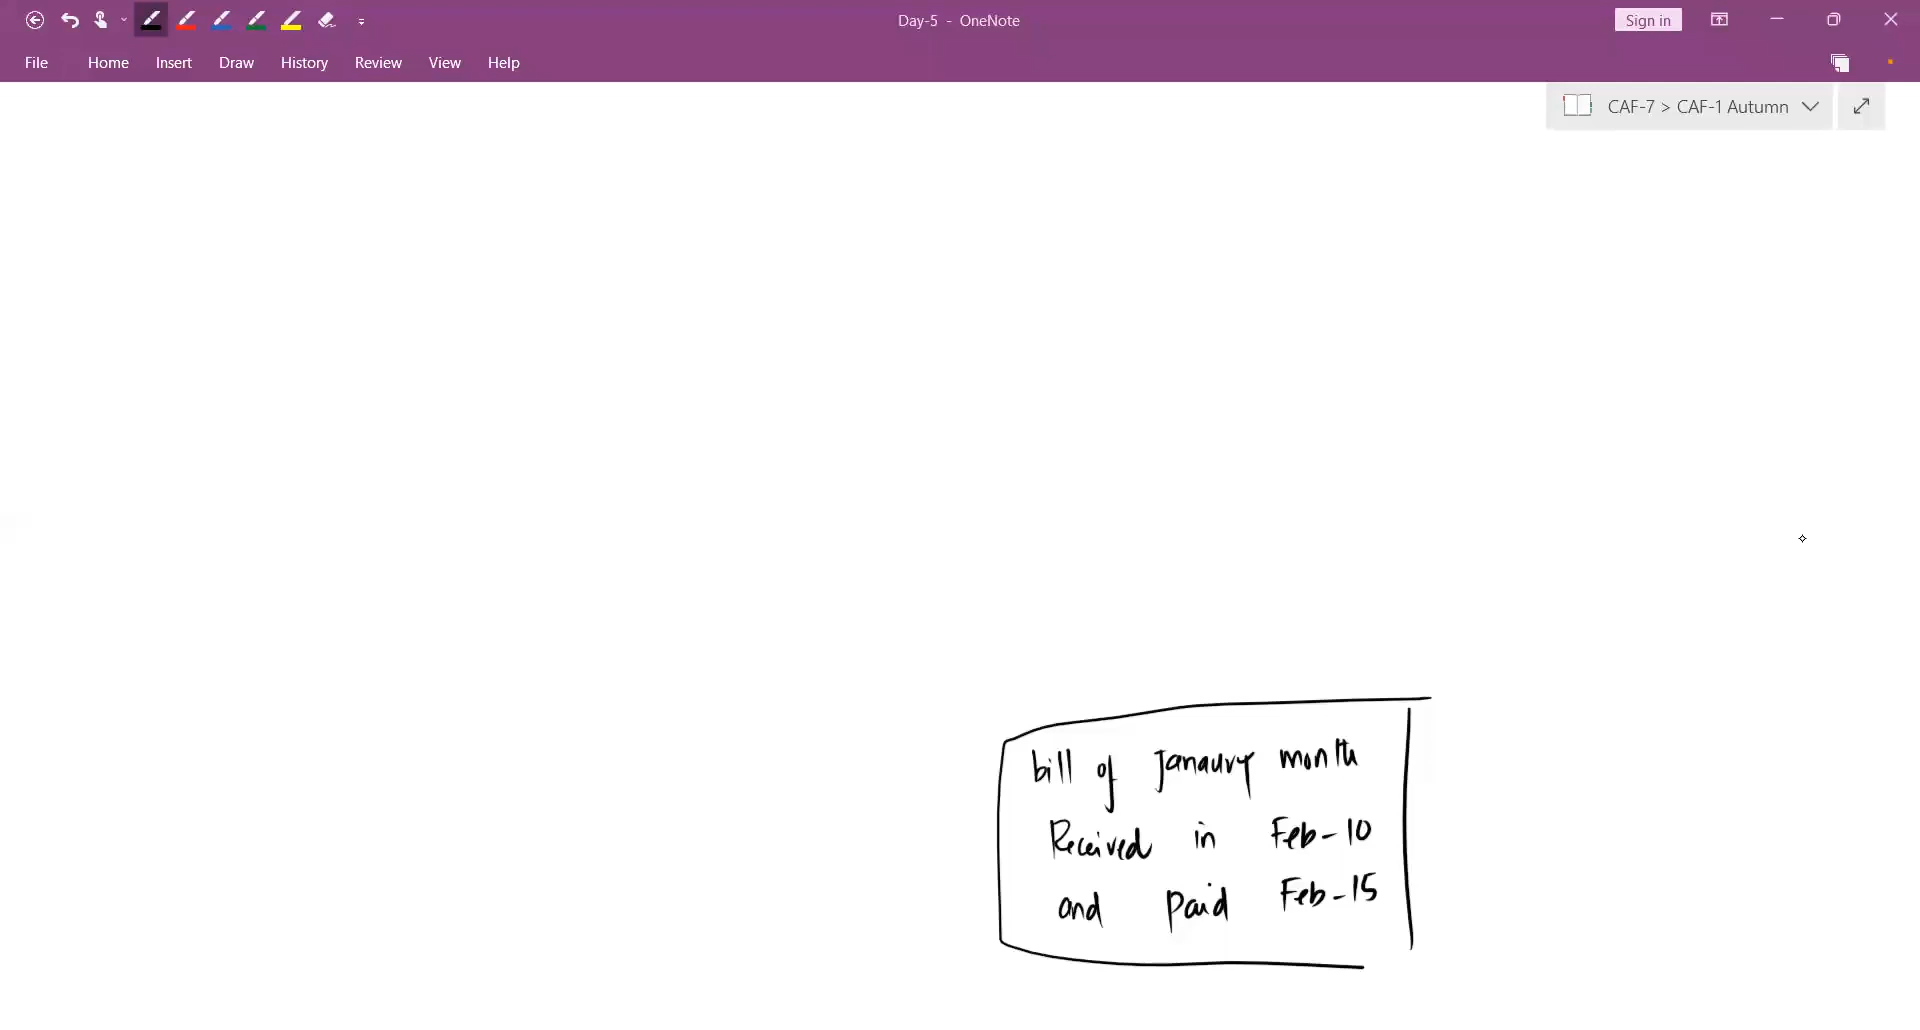 Day-5 - OneNote
Sign in
File Home Insert Draw History Review View Help
CAF-7 > CAF-1 Autumn
bill of Janaury month
Received in Feb-10
and paid Feb-15